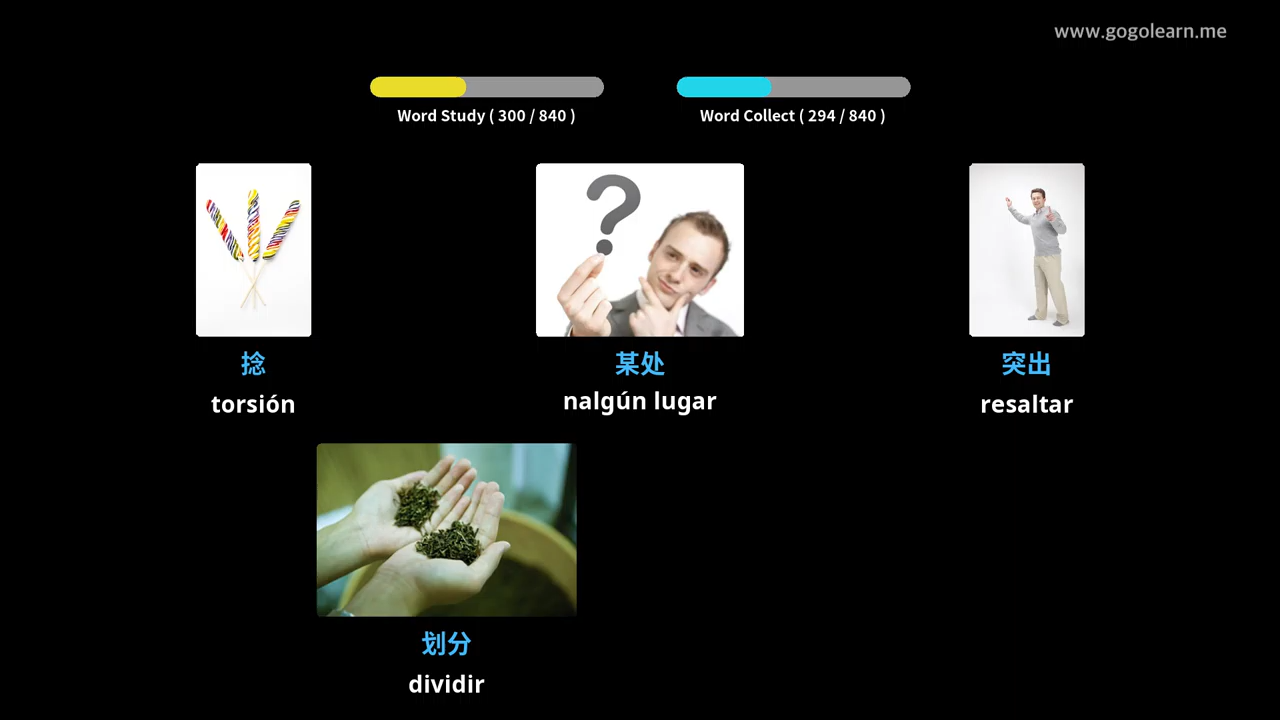 www.gogolearn.me
Word Study ( 300 / 840 )
Word Collect ( 294 / 840 )
捻
torsión
某处
nalgún lugar
突出
resaltar
划分
dividir